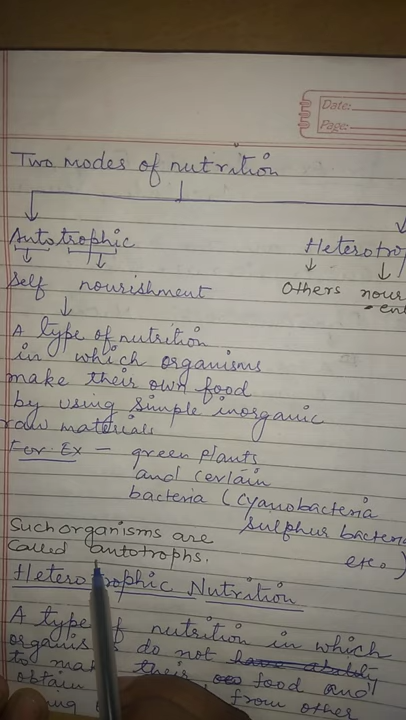 Date:
Page:
Two modes of nutrition
Autotrophic
Heterotro
Self nourishment
Others nour
-ent
A type of nutrition
in which organisms
make their own food
by using simple inorganic
raw materials
For Ex - green plants
and certain
bacteria (cyanobacteria
sulphur bacteria
etc.)
Such organisms are
called autotrophs.
Heterotrophic Nutrition
A type of nutrition in which
organisms do not have ability
to make their food and
obtain from other